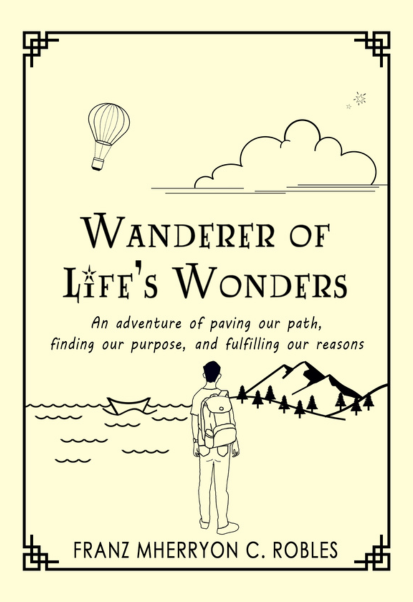 WANDERER OF
LIFE'S WONDERS
An adventure of paving our path,
finding our purpose, and fulfilling our reasons
FRANZ MHERRYON C. ROBLES